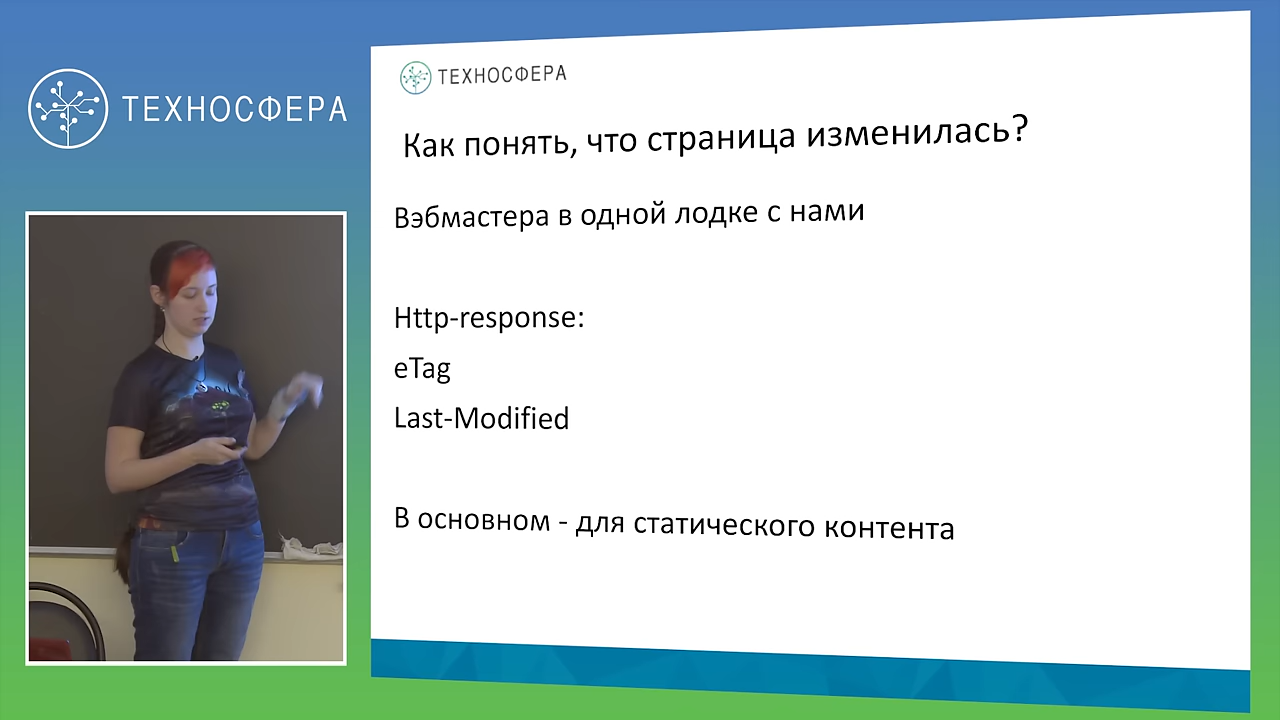 ТЕХНОСФЕРА
ТЕХНОСФЕРА
Как понять, что страница изменилась?
Вэбмастера в одной лодке с нами
Http-response:
eTag
Last-Modified
В основном - для статического контента